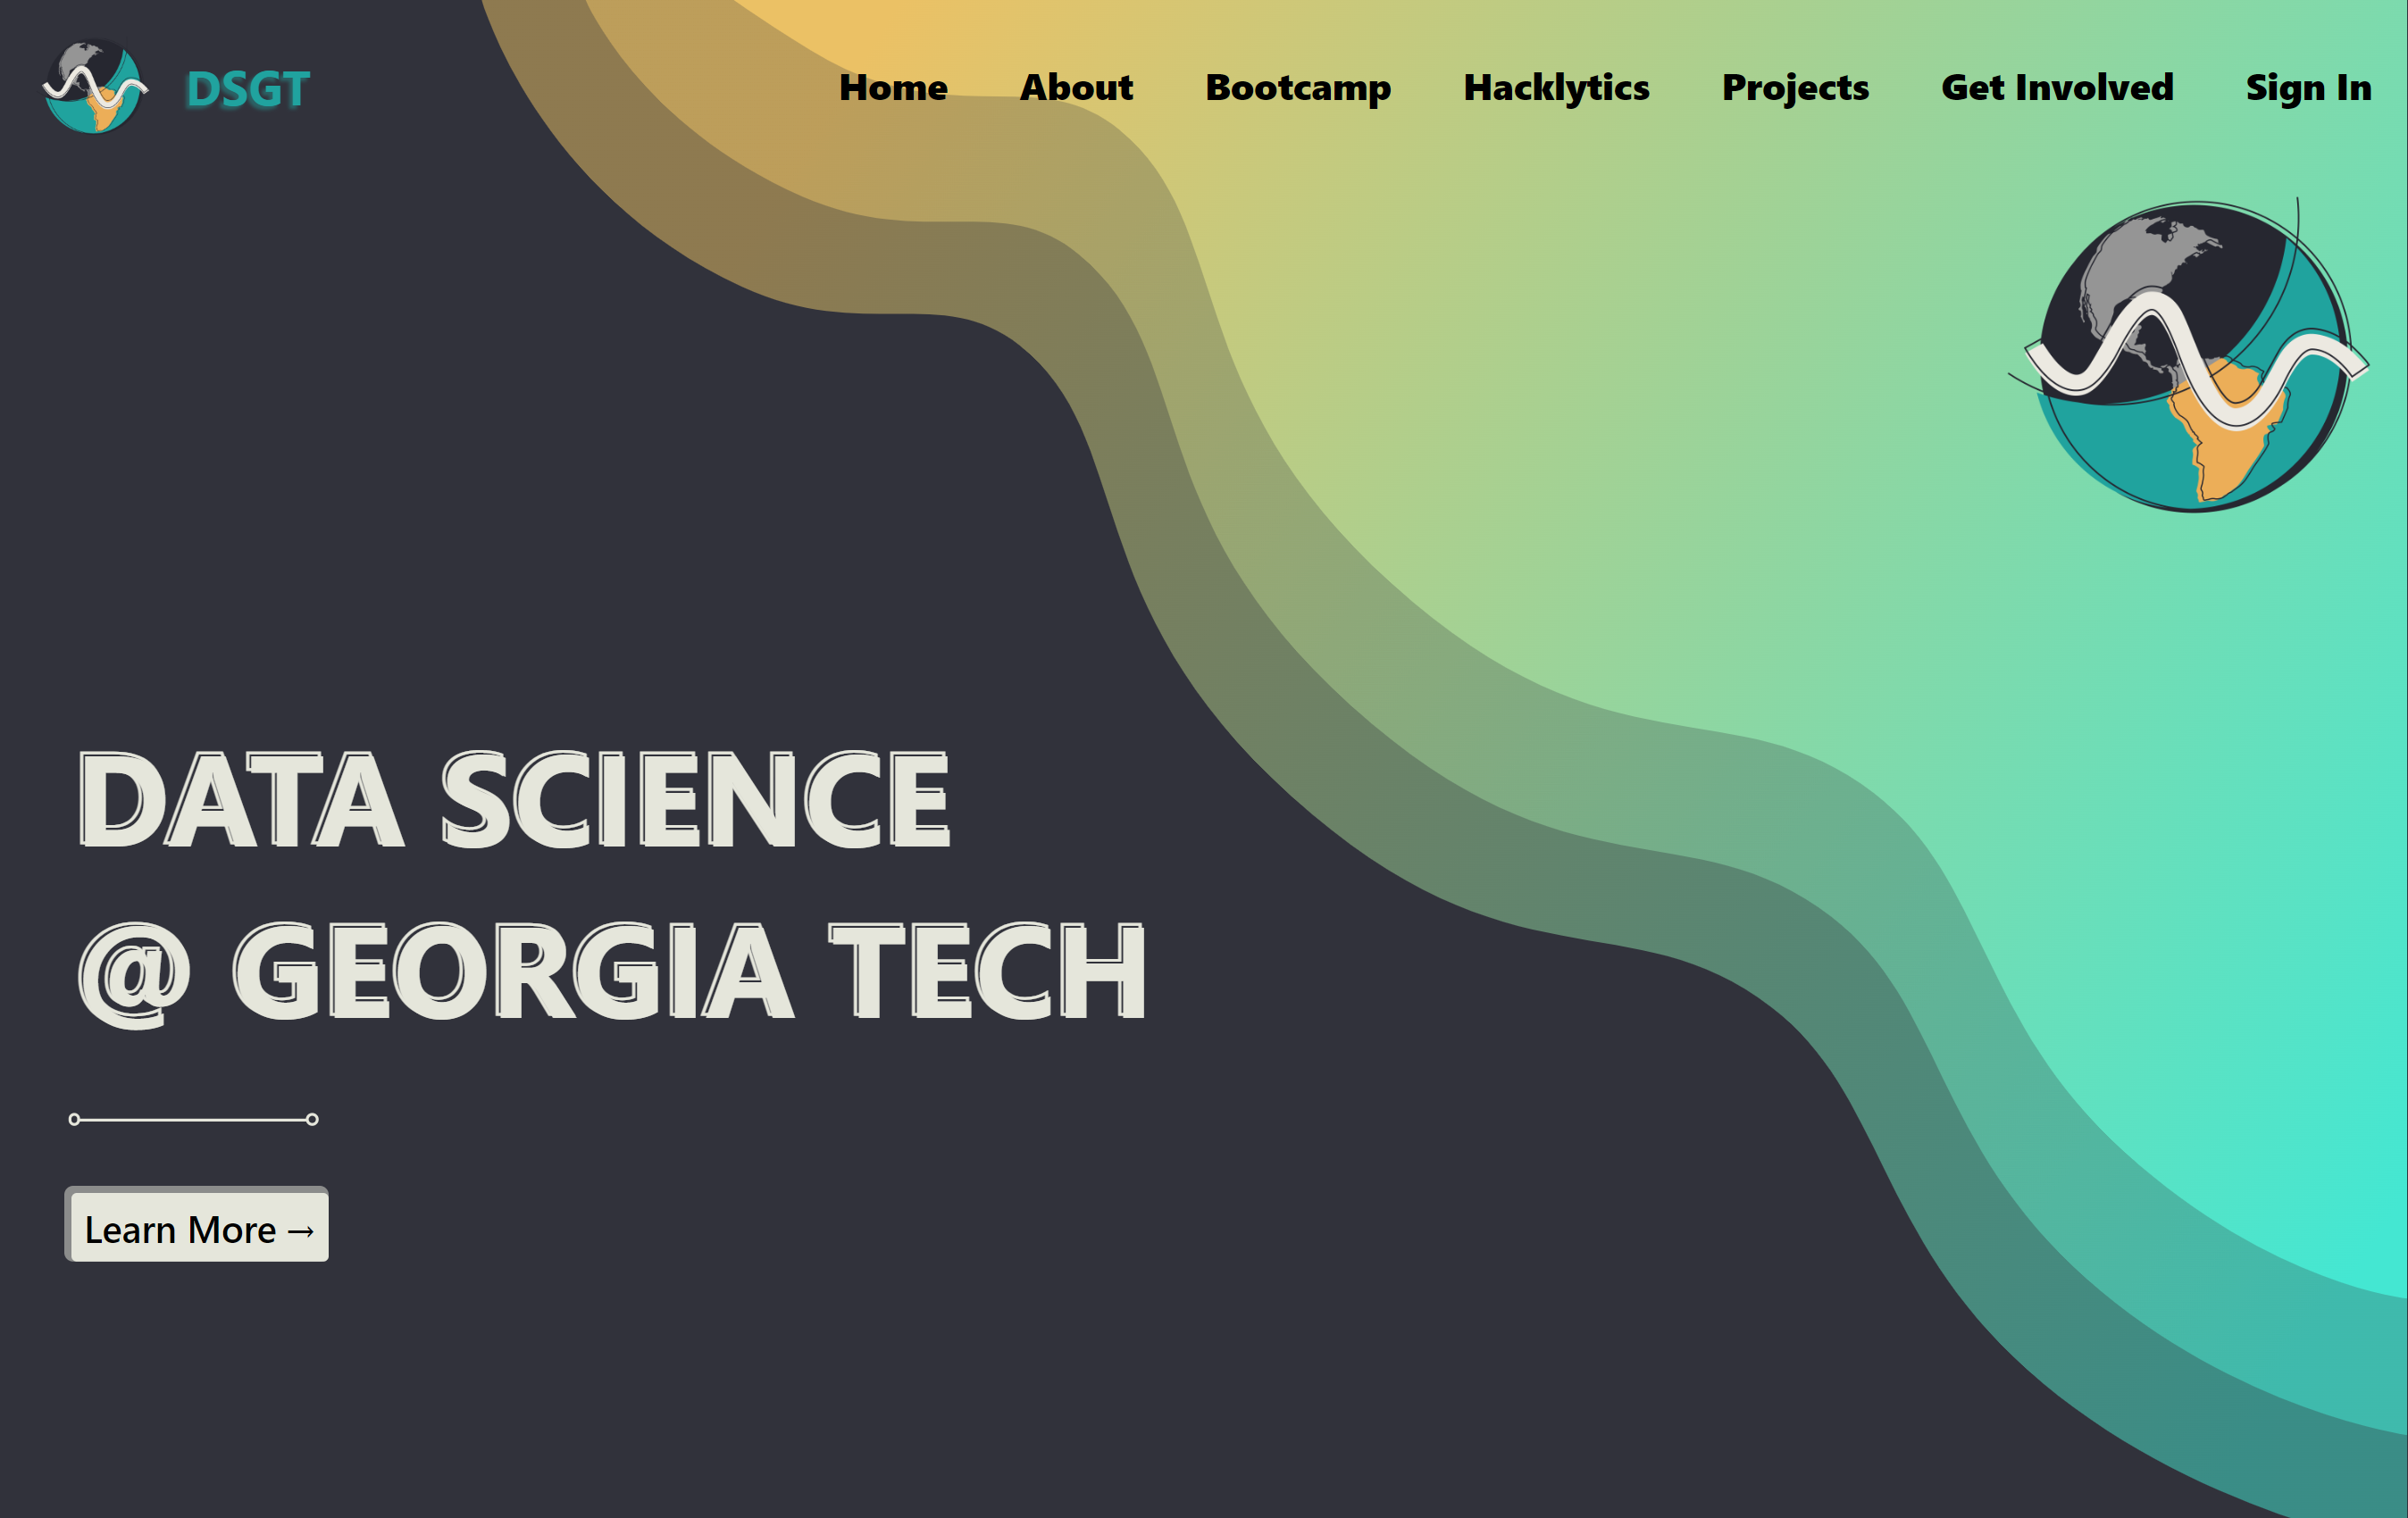 DSGT
Home About Bootcamp Hacklytics Projects Get Involved Sign In
DATA SCIENCE
@ GEORGIA TECH
Learn More →